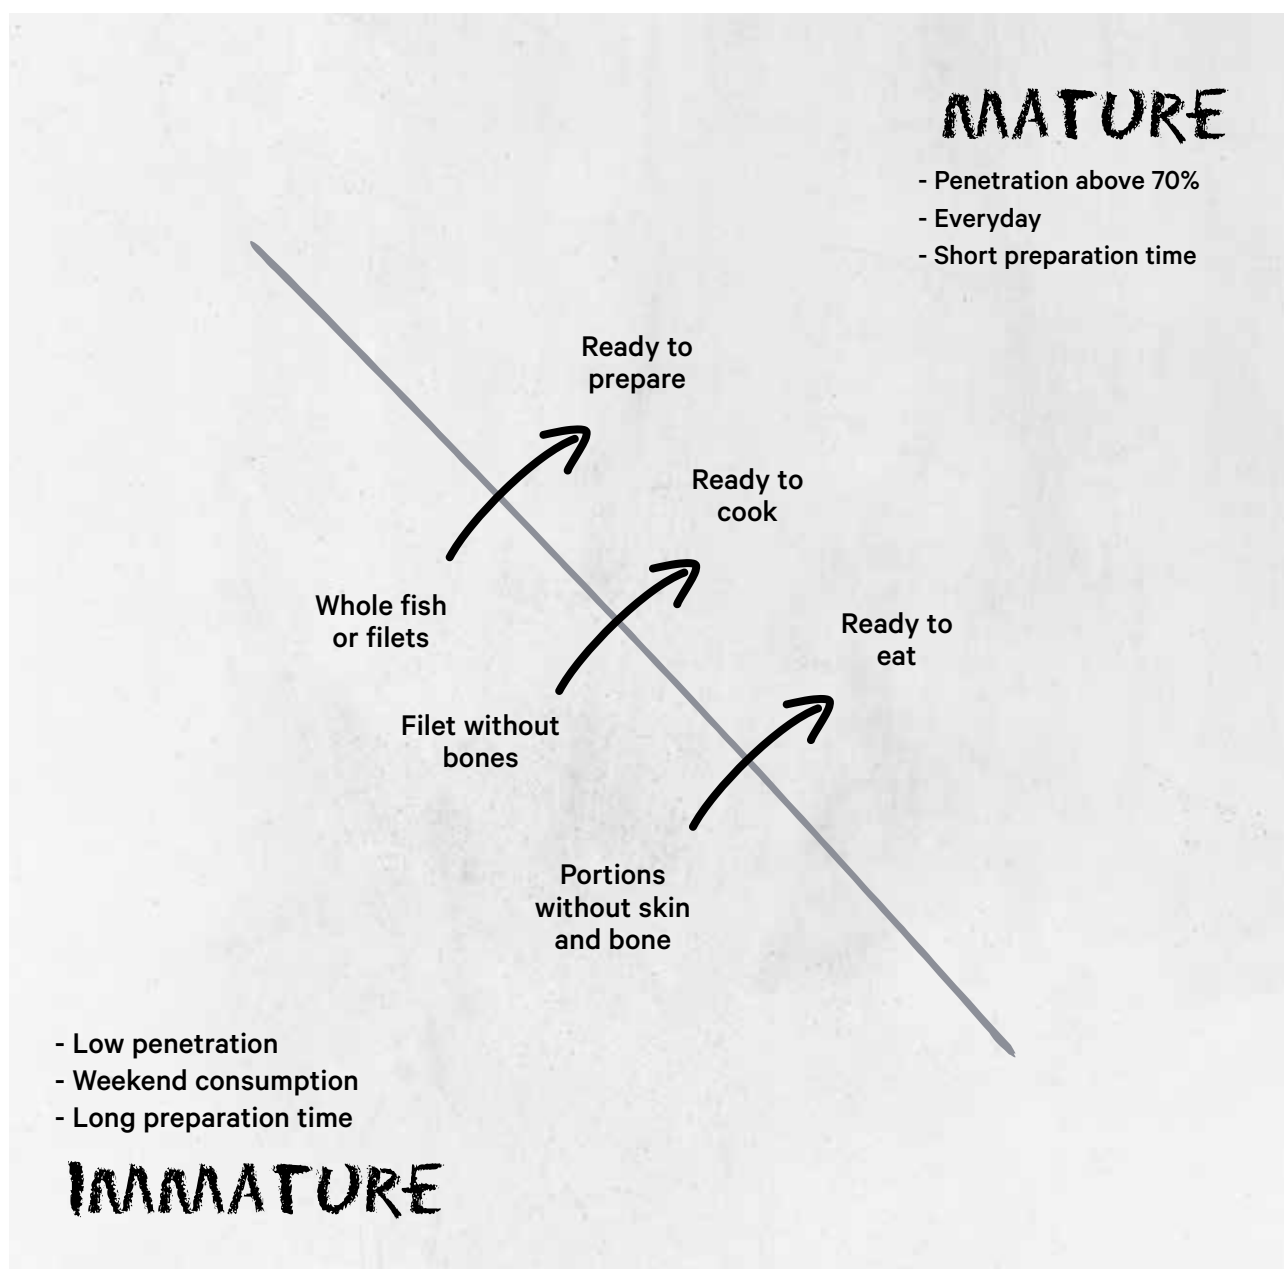 MATURE
- Penetration above 70%
- Everyday
- Short preparation time
Ready to
prepare
Ready to
cook
Whole fish
or filets
Ready to
eat
Filet without
bones
Portions
without skin
and bone
- Low penetration
- Weekend consumption
- Long preparation time
IMMATURE